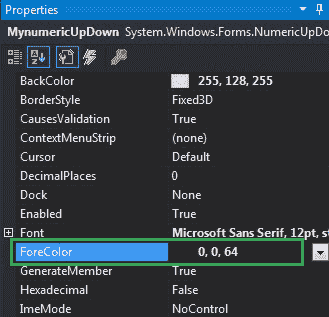 Properties
MynumericUpDown System.Windows.Forms.NumericUpDown
BackColor 255, 128, 255
BorderStyle Fixed3D
CausesValidation True
ContextMenuStrip (none)
Cursor Default
DecimalPlaces 0
Dock None
Enabled True
Font Microsoft Sans Serif, 12pt, st
ForeColor 0, 0, 64
GenerateMember True
Hexadecimal False
ImeMode NoControl